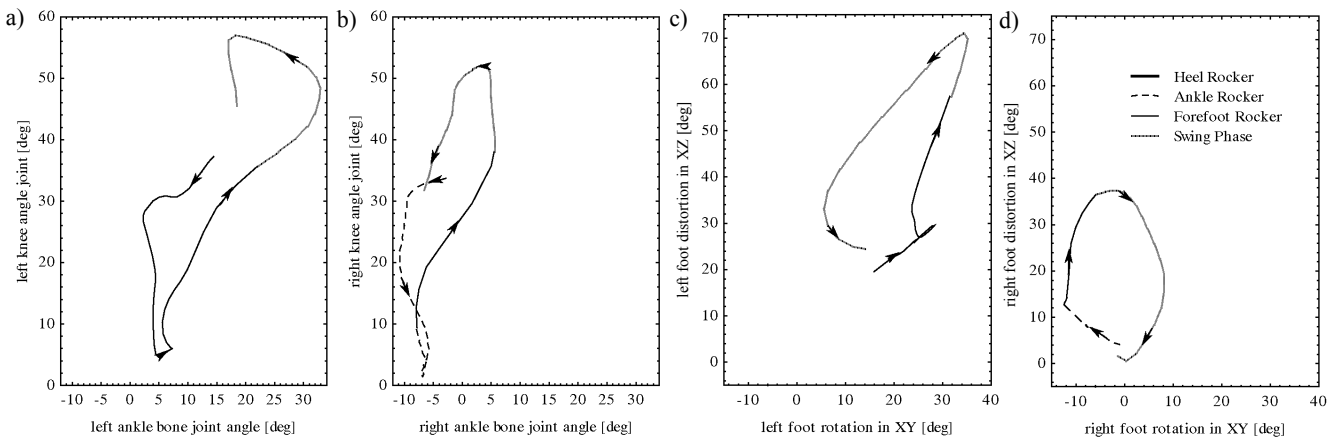 a)
60
50
40
30
20
10
0
left knee angle joint [deg]
-10 -5 0 5 10 15 20 25 30
left ankle bone joint angle [deg]
b)
60
50
40
30
20
10
0
right knee angle joint [deg]
-10 -5 0 5 10 15 20 25 30
right ankle bone joint angle [deg]
c)
70
60
50
40
30
20
10
0
left foot distortion in XZ [deg]
-10 0 10 20 30 40
left foot rotation in XY [deg]
d)
70
60
50
40
30
20
10
0
right foot distortion in XZ [deg]
Heel Rocker
Ankle Rocker
Forefoot Rocker
Swing Phase
-10 0 10 20 30 40
right foot rotation in XY [deg]